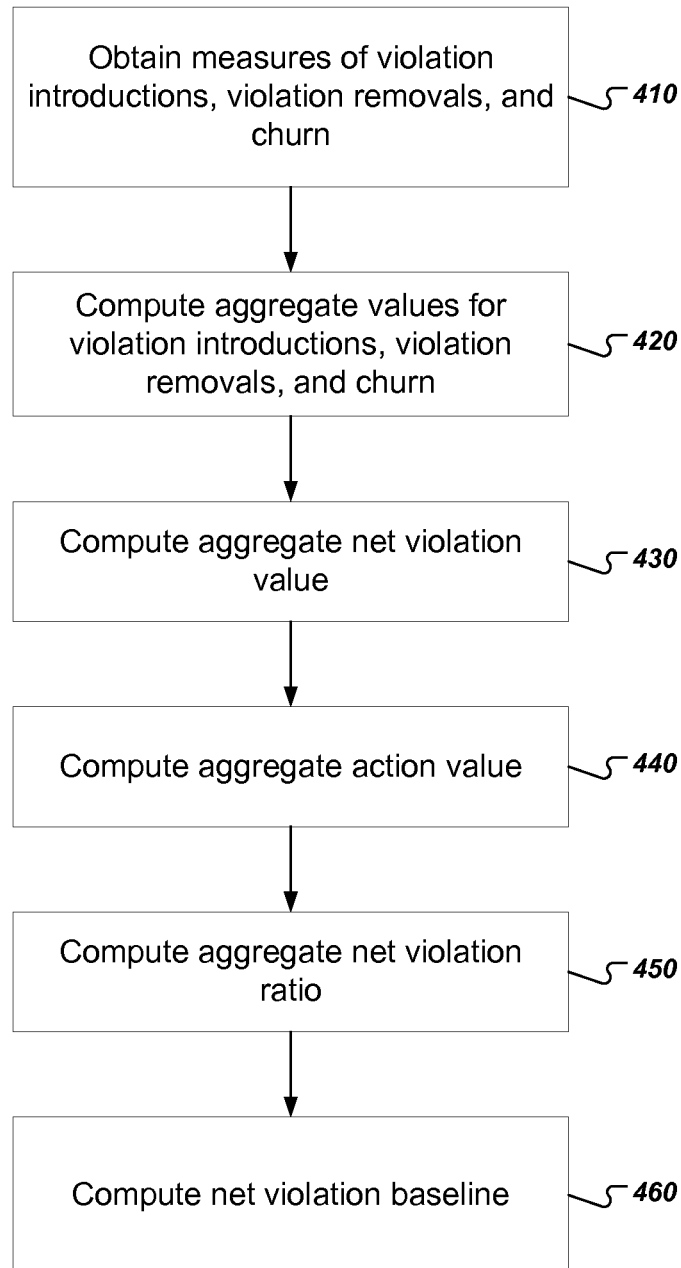 Obtain measures of violation
introductions, violation removals, and
churn
410
Compute aggregate values for
violation introductions, violation
removals, and churn
420
Compute aggregate net violation
value
430
Compute aggregate action value
440
Compute aggregate net violation
ratio
450
Compute net violation baseline
460